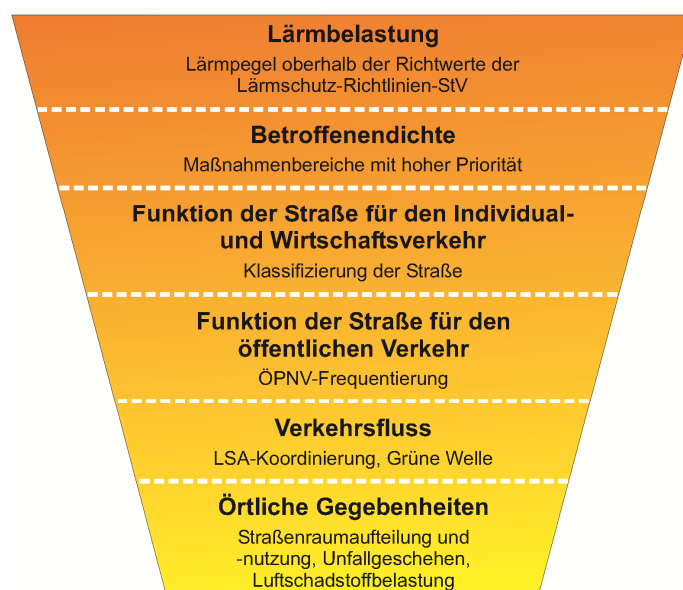 Lärmbelastung
Lärmpegel oberhalb der Richtwerte der
Lärmschutz-Richtlinien-StV
Betroffenendichte
Maßnahmenbereiche mit hoher Priorität
Funktion der Straße für den Individual-
und Wirtschaftsverkehr
Klassifizierung der Straße
Funktion der Straße für den
öffentlichen Verkehr
ÖPNV-Frequentierung
Verkehrsfluss
LSA-Koordinierung, Grüne Welle
Örtliche Gegebenheiten
Straßenraumaufteilung und
-nutzung, Unfallgeschehen,
Luftschadstoffbelastung